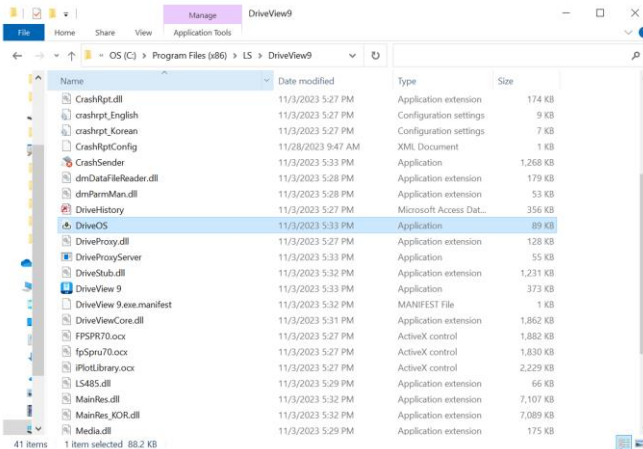 Manage
DriveView9
File Home Share View Application Tools
OS (C:) > Program Files (x86) > LS > DriveView9
Name Date modified Type Size
CrashRpt.dll 11/3/2023 5:27 PM Application extension 174 KB
crashrpt_English 11/3/2023 5:27 PM Configuration settings 9 KB
crashrpt_Korean 11/3/2023 5:27 PM Configuration settings 7 KB
CrashRptConfig 11/28/2023 9:47 AM XML Document 1 KB
CrashSender 11/3/2023 5:33 PM Application 1,268 KB
dmDataFileReader.dll 11/3/2023 5:28 PM Application extension 179 KB
dmParmMan.dll 11/3/2023 5:28 PM Application extension 53 KB
DriveHistory 11/3/2023 5:27 PM Microsoft Access Dat... 356 KB
DriveOS 11/3/2023 5:33 PM Application 89 KB
DriveProxy.dll 11/3/2023 5:27 PM Application extension 128 KB
DriveProxyServer 11/3/2023 5:33 PM Application 55 KB
DriveStub.dll 11/3/2023 5:32 PM Application extension 1,231 KB
DriveView 9 11/3/2023 5:33 PM Application 373 KB
DriveView 9.exe.manifest 11/3/2023 5:32 PM MANIFEST File 1 KB
DriveViewCore.dll 11/3/2023 5:31 PM Application extension 1,862 KB
FPSPR70.ocx 11/3/2023 5:27 PM ActiveX control 1,882 KB
fpSpru70.ocx 11/3/2023 5:27 PM ActiveX control 1,830 KB
iPlotLibrary.ocx 11/3/2023 5:27 PM ActiveX control 2,229 KB
LS485.dll 11/3/2023 5:29 PM Application extension 66 KB
MainRes.dll 11/3/2023 5:32 PM Application extension 7,107 KB
MainRes_KOR.dll 11/3/2023 5:32 PM Application extension 7,089 KB
Media.dll 11/3/2023 5:29 PM Application extension 175 KB
41 items 1 item selected 88.2 KB